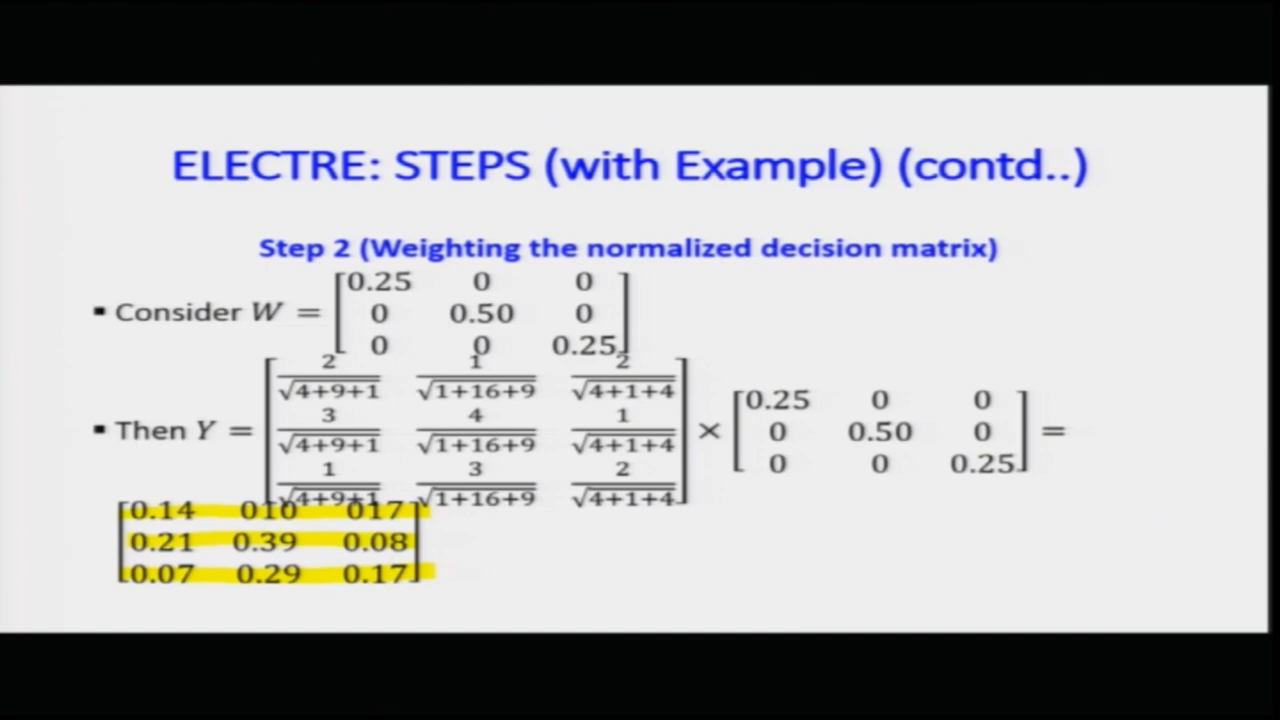 ELECTRE: STEPS (with Example) (contd..)
Step 2 (Weighting the normalized decision matrix)
▪ Consider W = [0.25 0 0
0 0.50 0
0 0 0.25]
▪ Then Y = [2/√4+9+1 1/√1+16+9 2/√4+1+4
3/√4+9+1 4/√1+16+9 1/√4+1+4
1/√4+9+1 3/√1+16+9 2/√4+1+4] × [0.25 0 0
0 0.50 0
0 0 0.25] =
[0.14 010 017
0.21 0.39 0.08
0.07 0.29 0.17]